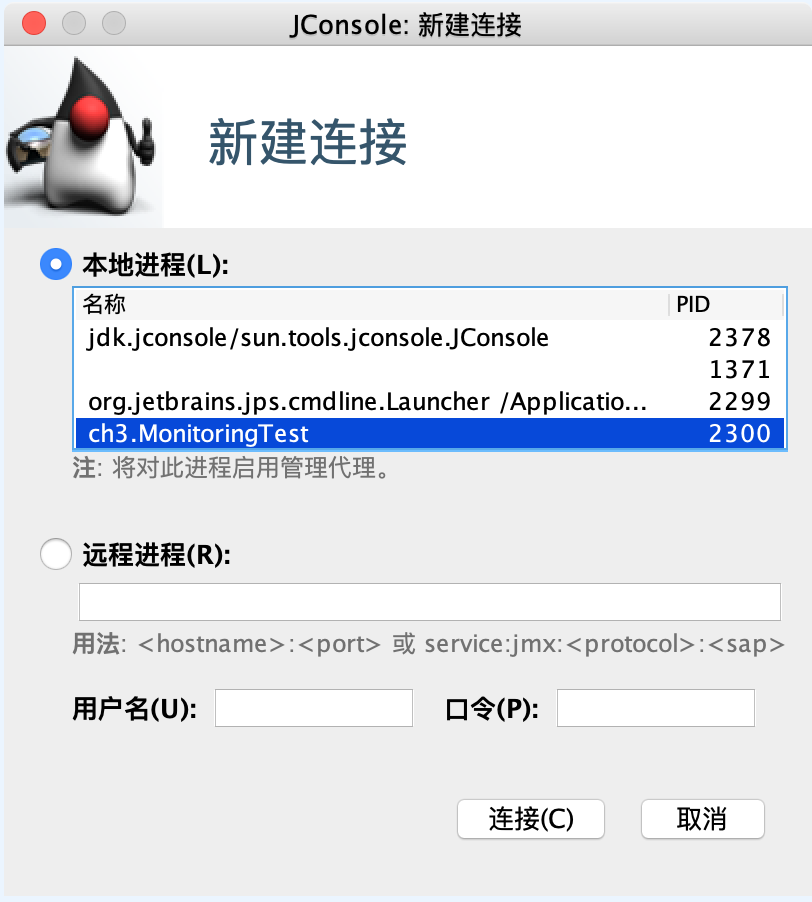 JConsole: 新建连接
新建连接
本地进程(L):
名称 PID
jdk.jconsole/sun.tools.jconsole.JConsole 2378
1371
org.jetbrains.jps.cmdline.Launcher /Applicatio... 2299
ch3.MonitoringTest 2300
注: 将对此进程启用管理代理。
远程进程(R):
用法: <hostname>:<port> 或 service:jmx:<protocol>:<sap>
用户名(U): 口令(P):
连接(C) 取消